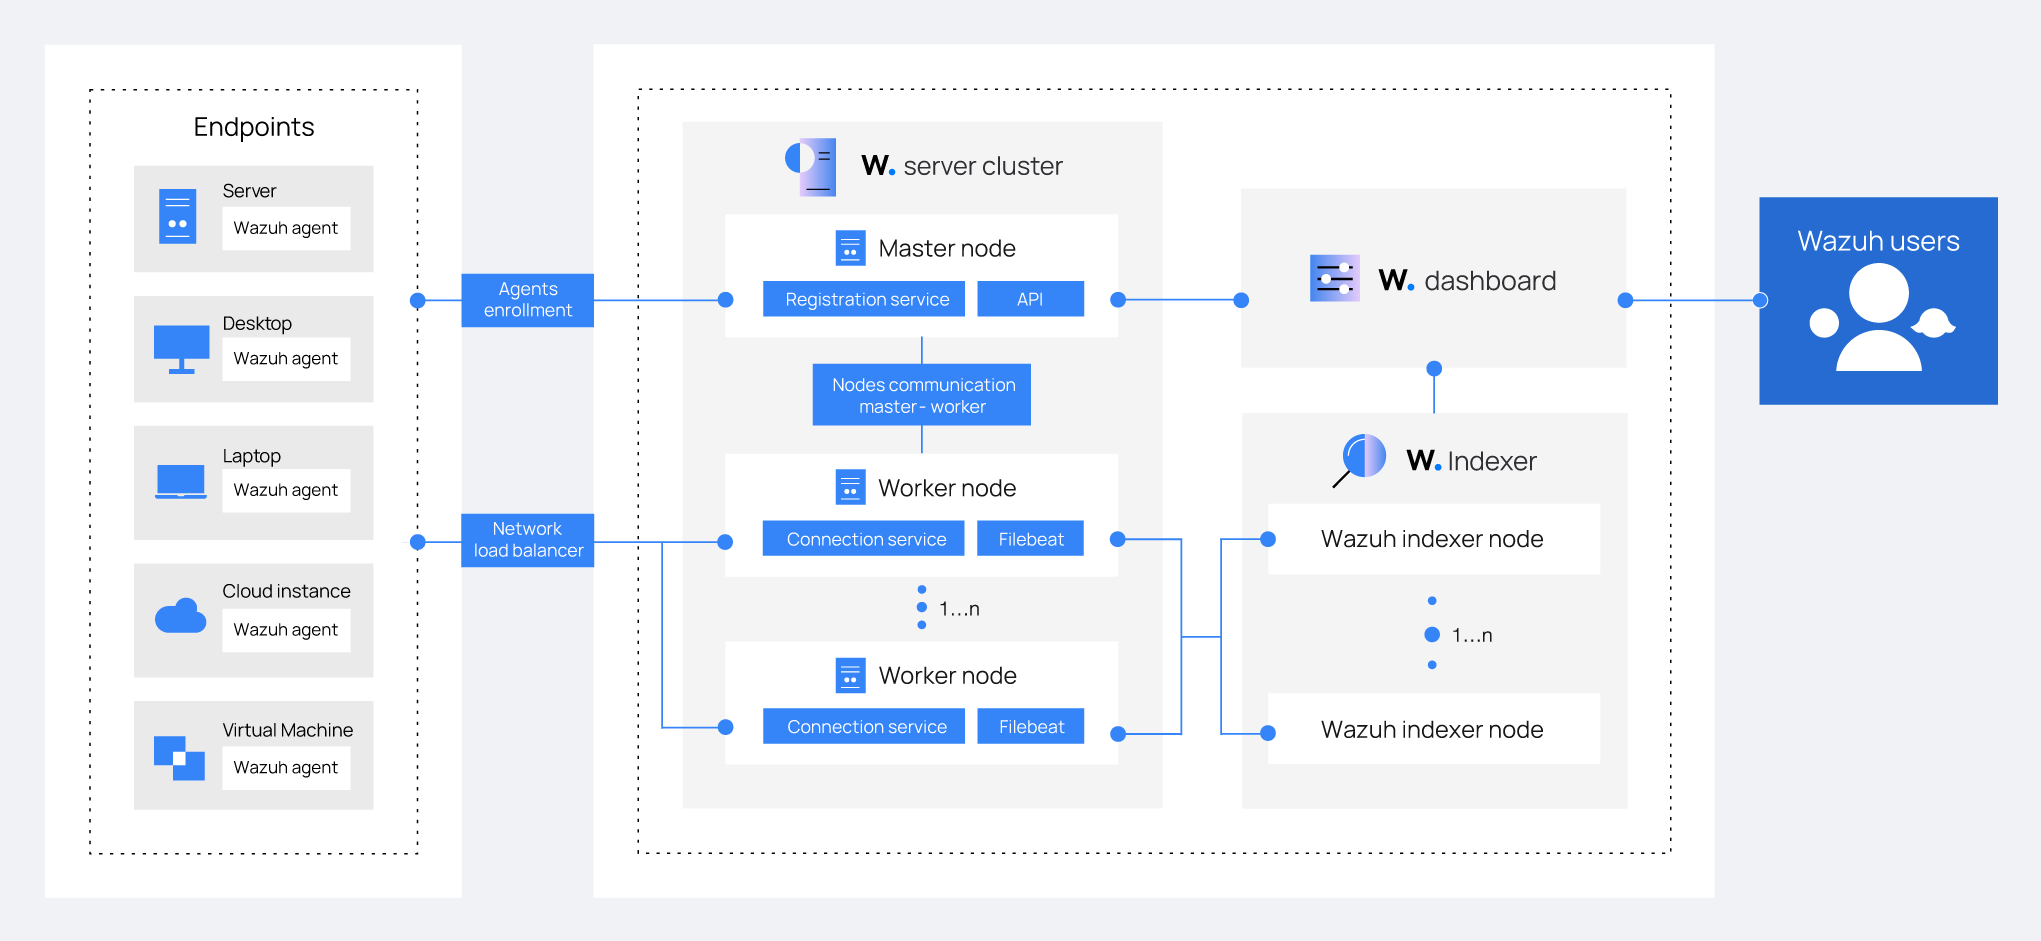 Endpoints
Server
Wazuh agent
Desktop
Wazuh agent
Laptop
Wazuh agent
Cloud instance
Wazuh agent
Virtual Machine
Wazuh agent
Agents
enrollment
Network
load balancer
W. server cluster
Master node
Registration service
API
Nodes communication
master- worker
Worker node
Connection service
Filebeat
1...n
Worker node
Connection service
Filebeat
W. dashboard
W. Indexer
Wazuh indexer node
1...n
Wazuh indexer node
Wazuh users